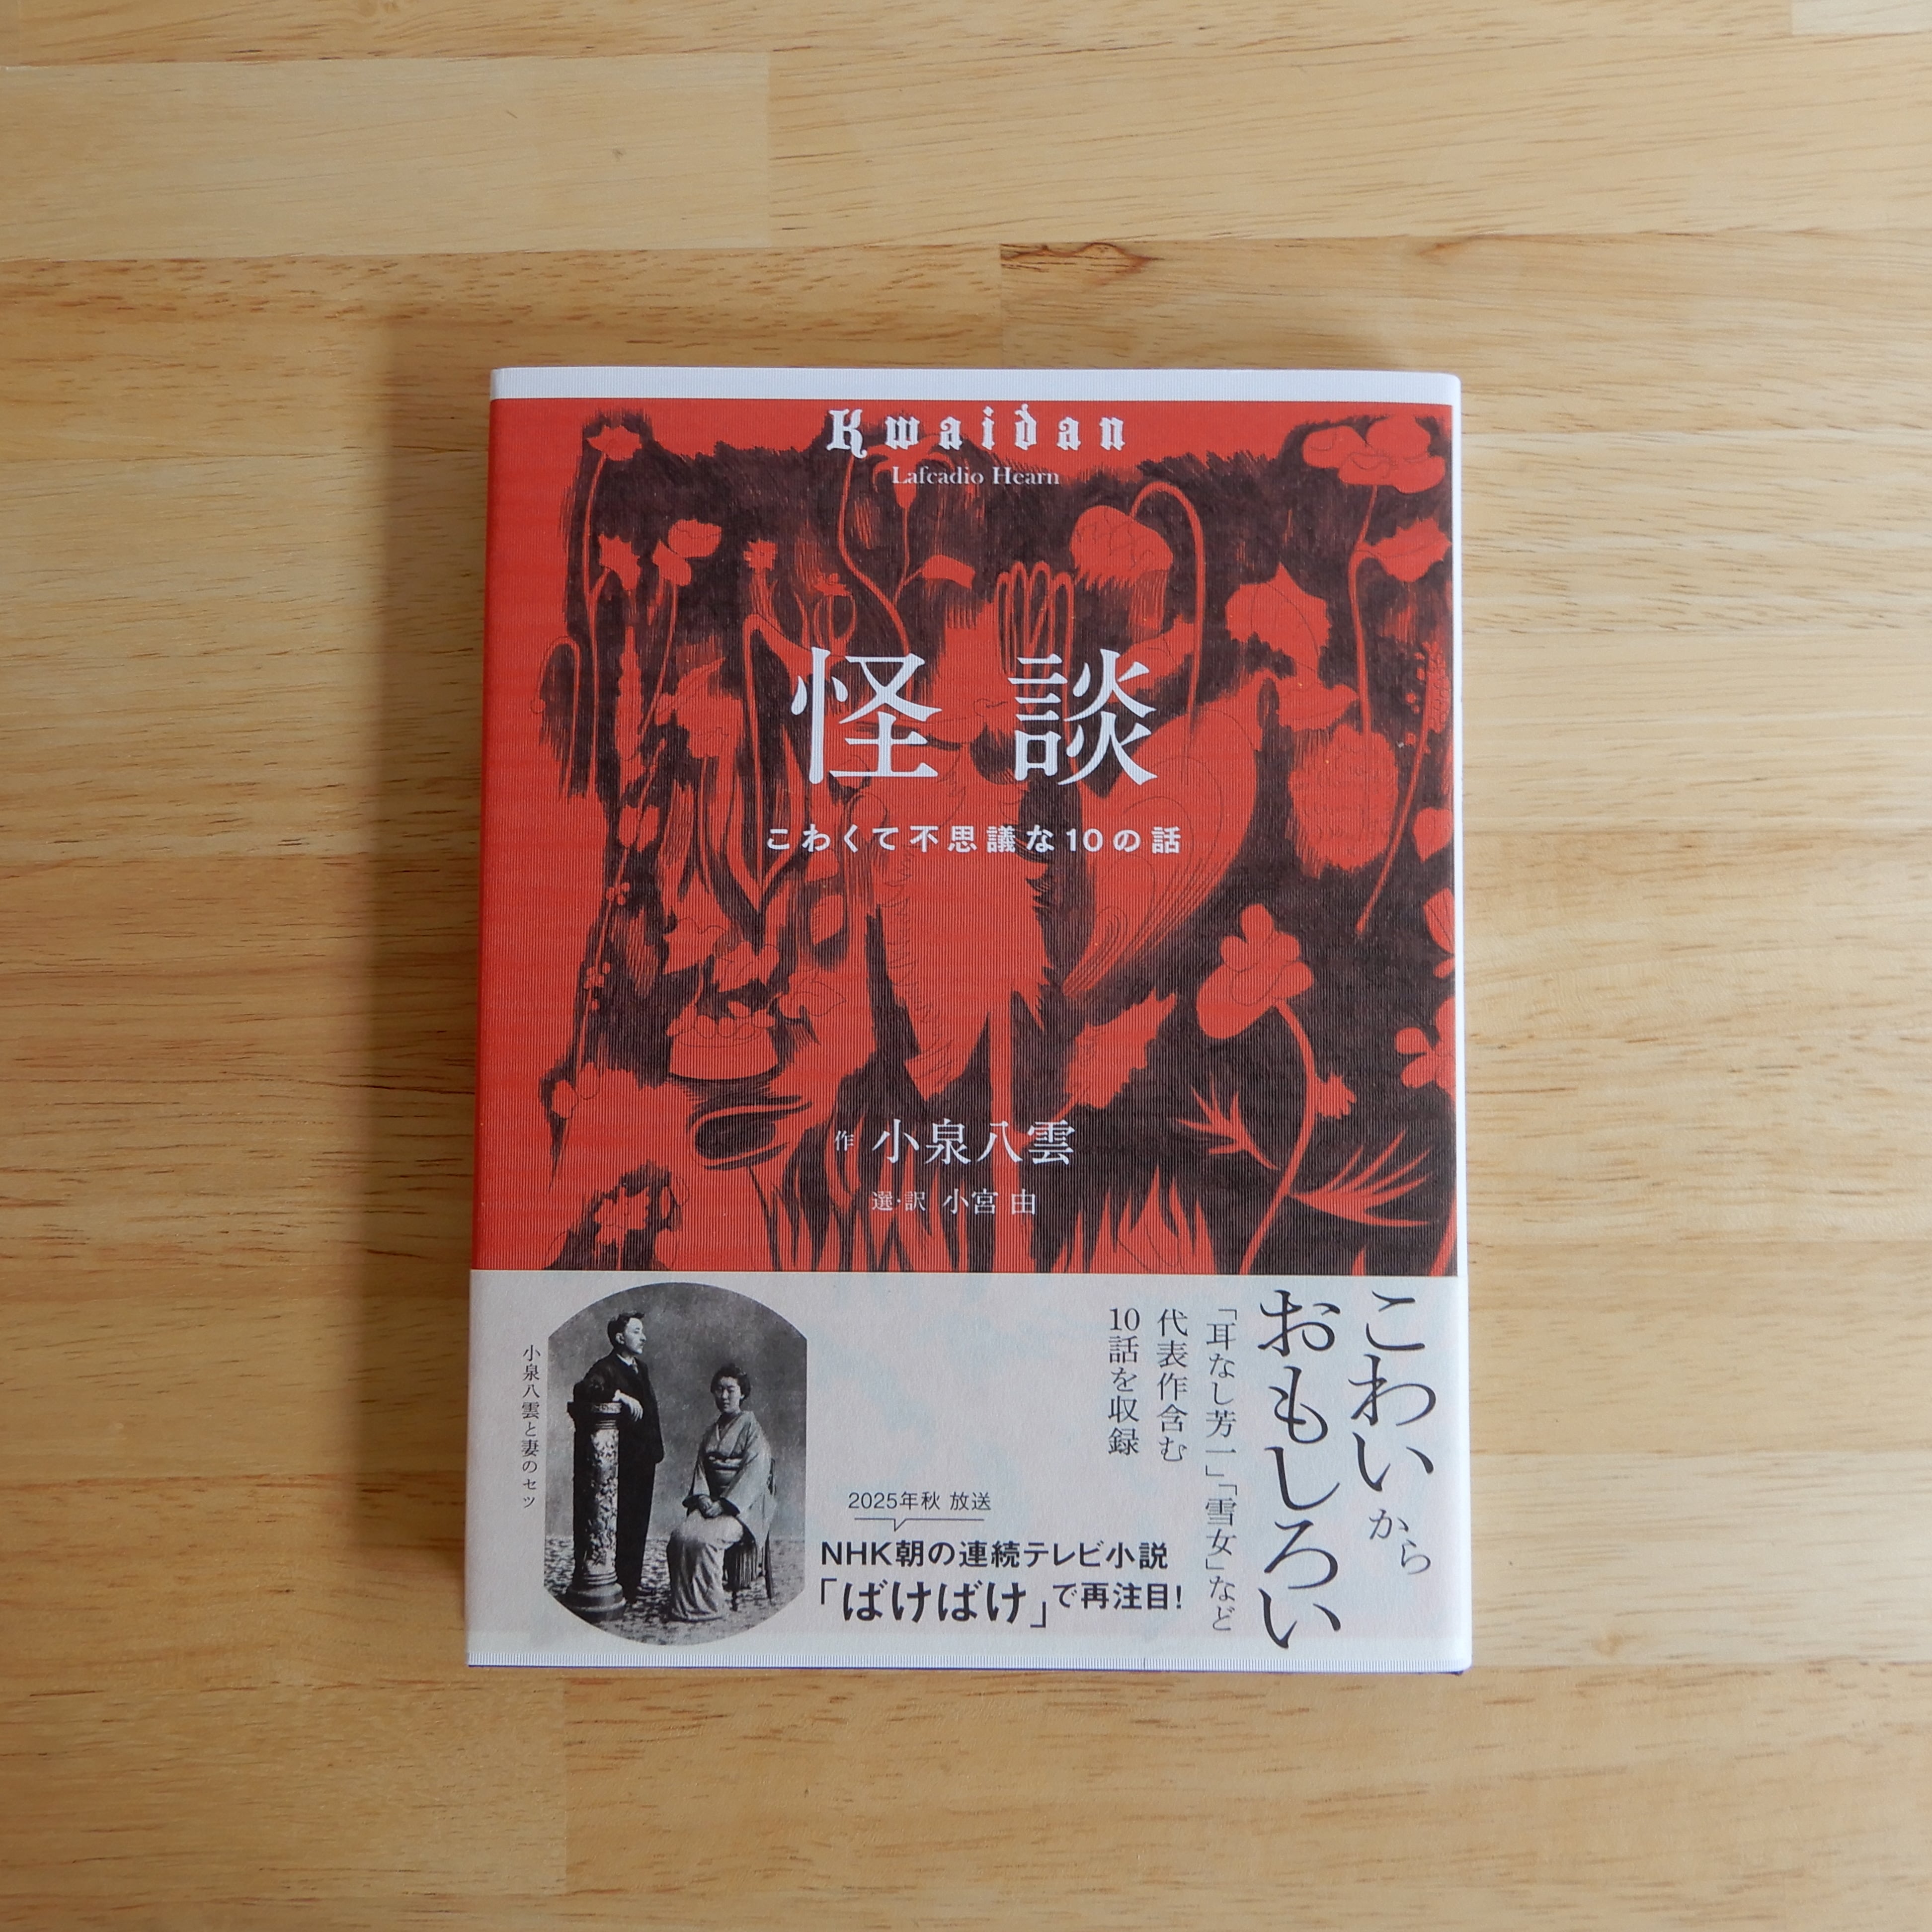 Kwaidan
Lafcadio Hearn
怪談
こわくて不思議な10の話
作 小泉八雲
選・訳 小宮 由
こわいから
おもしろい
「耳なし芳一」「雪女」など
代表作含む
10話を収録
2025年秋 放送
NHK朝の連続テレビ小説
「ばけばけ」で再注目!
小泉八雲と妻のセツ